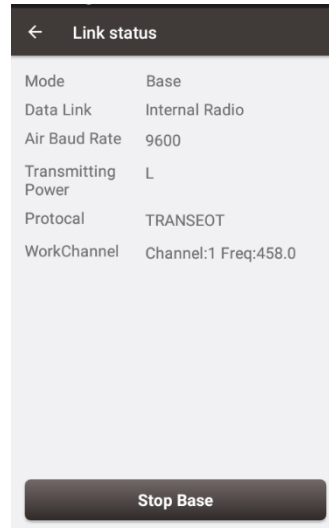 Link status
Mode Base
Data Link Internal Radio
Air Baud Rate 9600
Transmitting L
Power
Protocal TRANSEOT
WorkChannel Channel:1 Freq:458.0
Stop Base